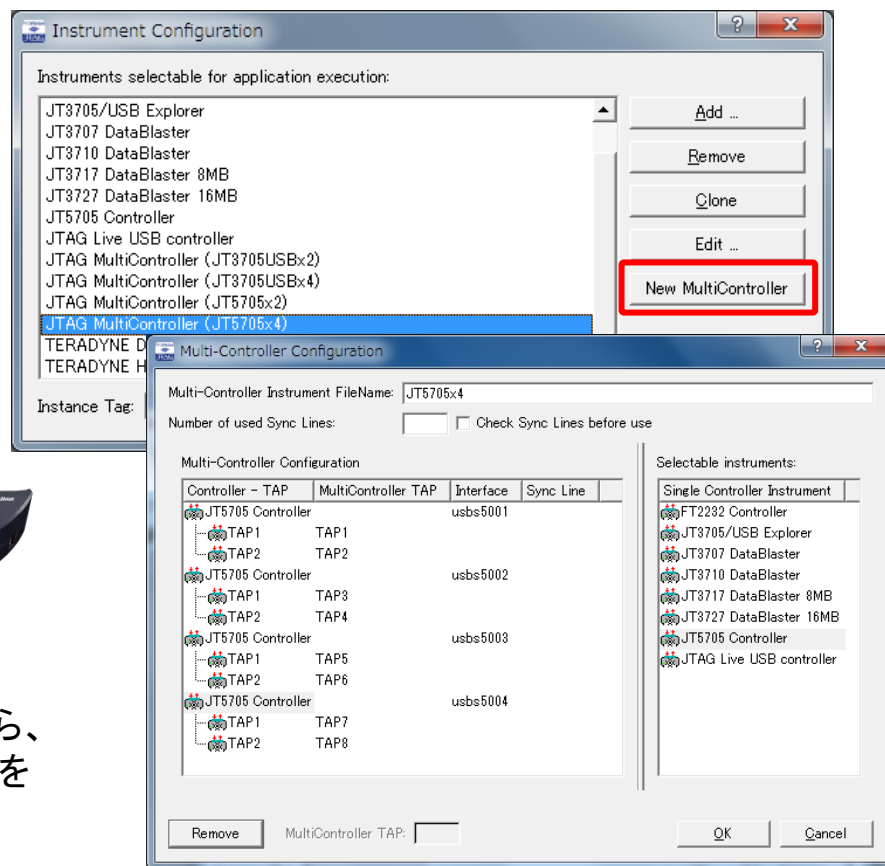 Instrument Configuration
Instruments selectable for application execution:
JT3705/USB Explorer
JT3707 DataBlaster
JT3710 DataBlaster
JT3717 DataBlaster 8MB
JT3727 DataBlaster 16MB
JT5705 Controller
JTAG Live USB controller
JTAG MultiController (JT3705USBx2)
JTAG MultiController (JT3705USBx4)
JTAG MultiController (JT5705x2)
JTAG MultiController (JT5705x4)
TERADYNE D
TERADYNE H
Add ...
Remove
Clone
Edit ...
New MultiController
Instance Tag:
Multi-Controller Configuration
Multi-Controller Instrument FileName: JT5705x4
Number of used Sync Lines: Check Sync Lines before use
Multi-Controller Configuration
Controller - TAP MultiController TAP Interface Sync Line
JT5705 Controller usbs5001
TAP1 TAP1
TAP2 TAP2
JT5705 Controller usbs5002
TAP1 TAP3
TAP2 TAP4
JT5705 Controller usbs5003
TAP1 TAP5
TAP2 TAP6
JT5705 Controller usbs5004
TAP1 TAP7
TAP2 TAP8
Selectable instruments:
Single Controller Instrument
FT2232 Controller
JT3705/USB Explorer
JT3707 DataBlaster
JT3710 DataBlaster
JT3717 DataBlaster 8MB
JT3727 DataBlaster 16MB
JT5705 Controller
JTAG Live USB controller
Remove MultiController TAP:
OK Cancel
ら、
を